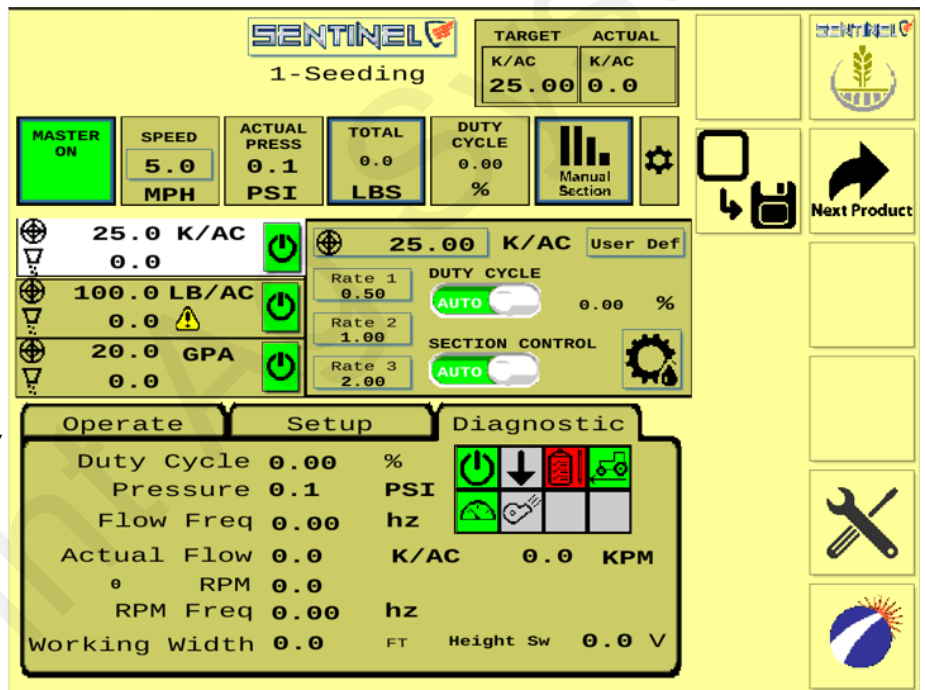 SENTINEL
1-Seeding
TARGET ACTUAL
K/AC K/AC
25.00 0.0
SENTINEL
MASTER ON
SPEED
5.0
MPH
ACTUAL PRESS
0.1
PSI
TOTAL
0.0
LBS
DUTY CYCLE
0.00
%
Manual Section
Next Product
25.0 K/AC
0.0
100.0 LB/AC
0.0
20.0 GPA
0.0
25.00 K/AC User Def
Rate 1
0.50
Rate 2
1.00
Rate 3
2.00
DUTY CYCLE
AUTO 0.00 %
SECTION CONTROL
AUTO
Operate Setup Diagnostic
Duty Cycle 0.00 %
Pressure 0.1 PSI
Flow Freq 0.00 hz
Actual Flow 0.0 K/AC 0.0 KPM
0 RPM 0.0
RPM Freq 0.00 hz
Working Width 0.0 FT Height Sw 0.0 V